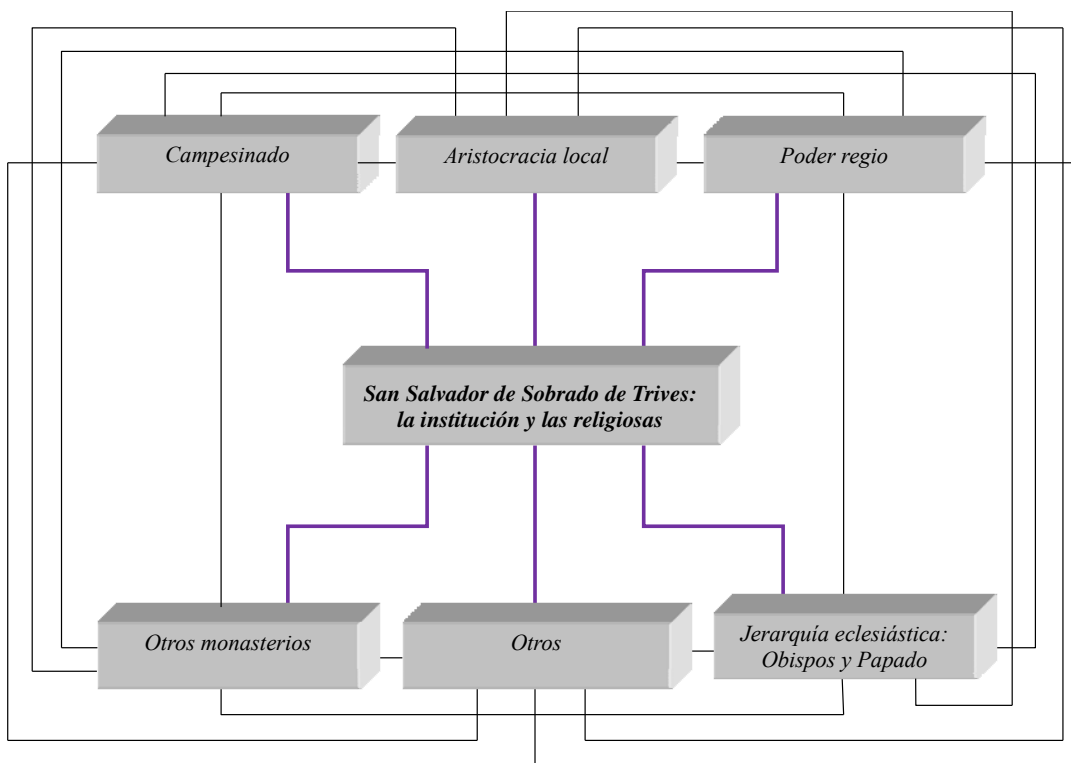 Campesinado
Aristocracia local
Poder regio
San Salvador de Sobrado de Trives:
la institución y las religiosas
Otros monasterios
Otros
Jerarquía eclesiástica:
Obispos y Papado